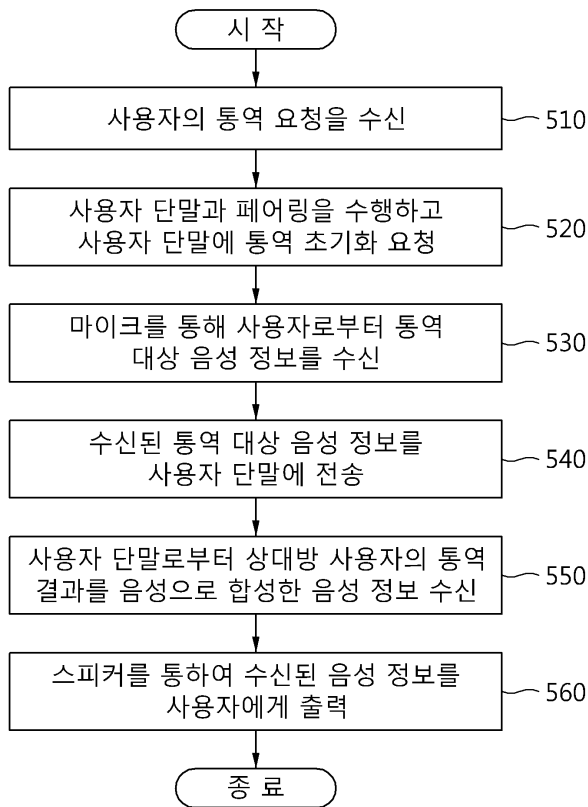 시 작
사용자의 통역 요청을 수신
510
사용자 단말과 페어링을 수행하고
사용자 단말에 통역 초기화 요청
520
마이크를 통해 사용자로부터 통역
대상 음성 정보를 수신
530
수신된 통역 대상 음성 정보를
사용자 단말에 전송
540
사용자 단말로부터 상대방 사용자의 통역
결과를 음성으로 합성한 음성 정보 수신
550
스피커를 통하여 수신된 음성 정보를
사용자에게 출력
560
종 료